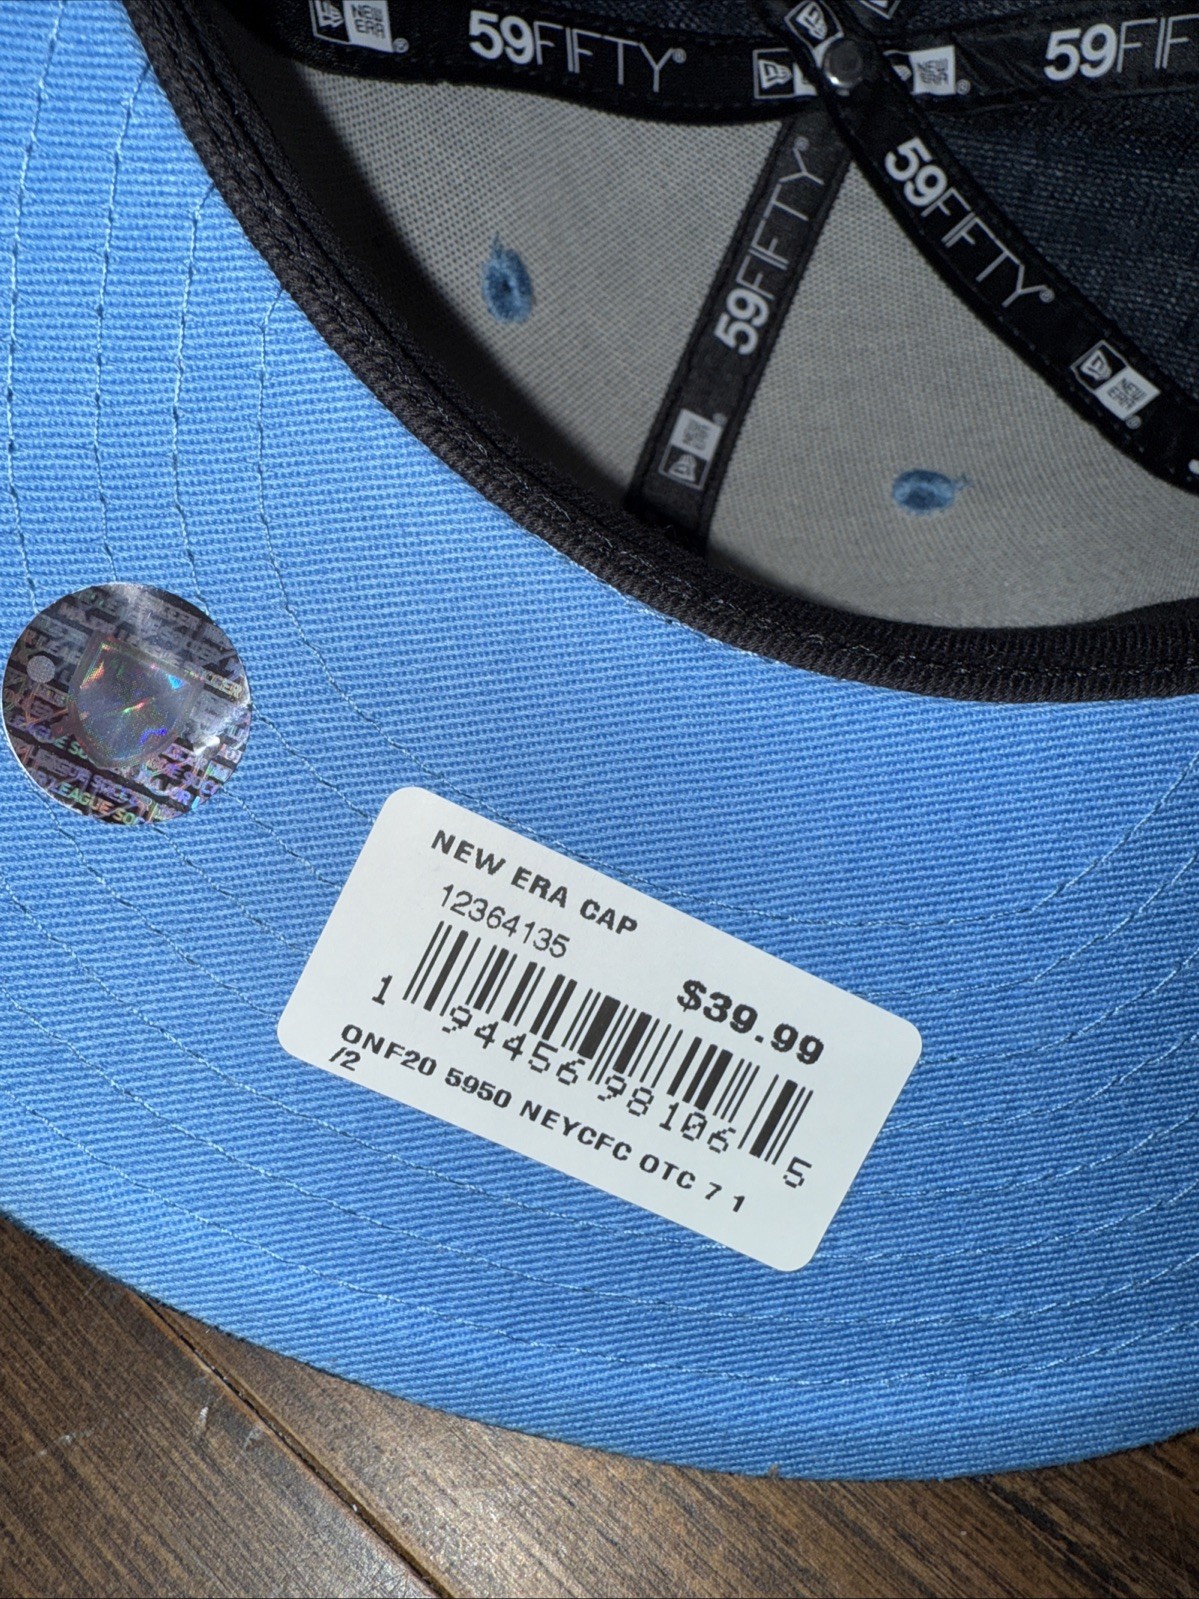 59FIFTY®
59FIF
59FIFTY®
59FIFTY®
NEW ERA CAP
12364135
$39.99
1 94456 98106 5
ONF20 5950 NEYCFC OTC 7 1
/2